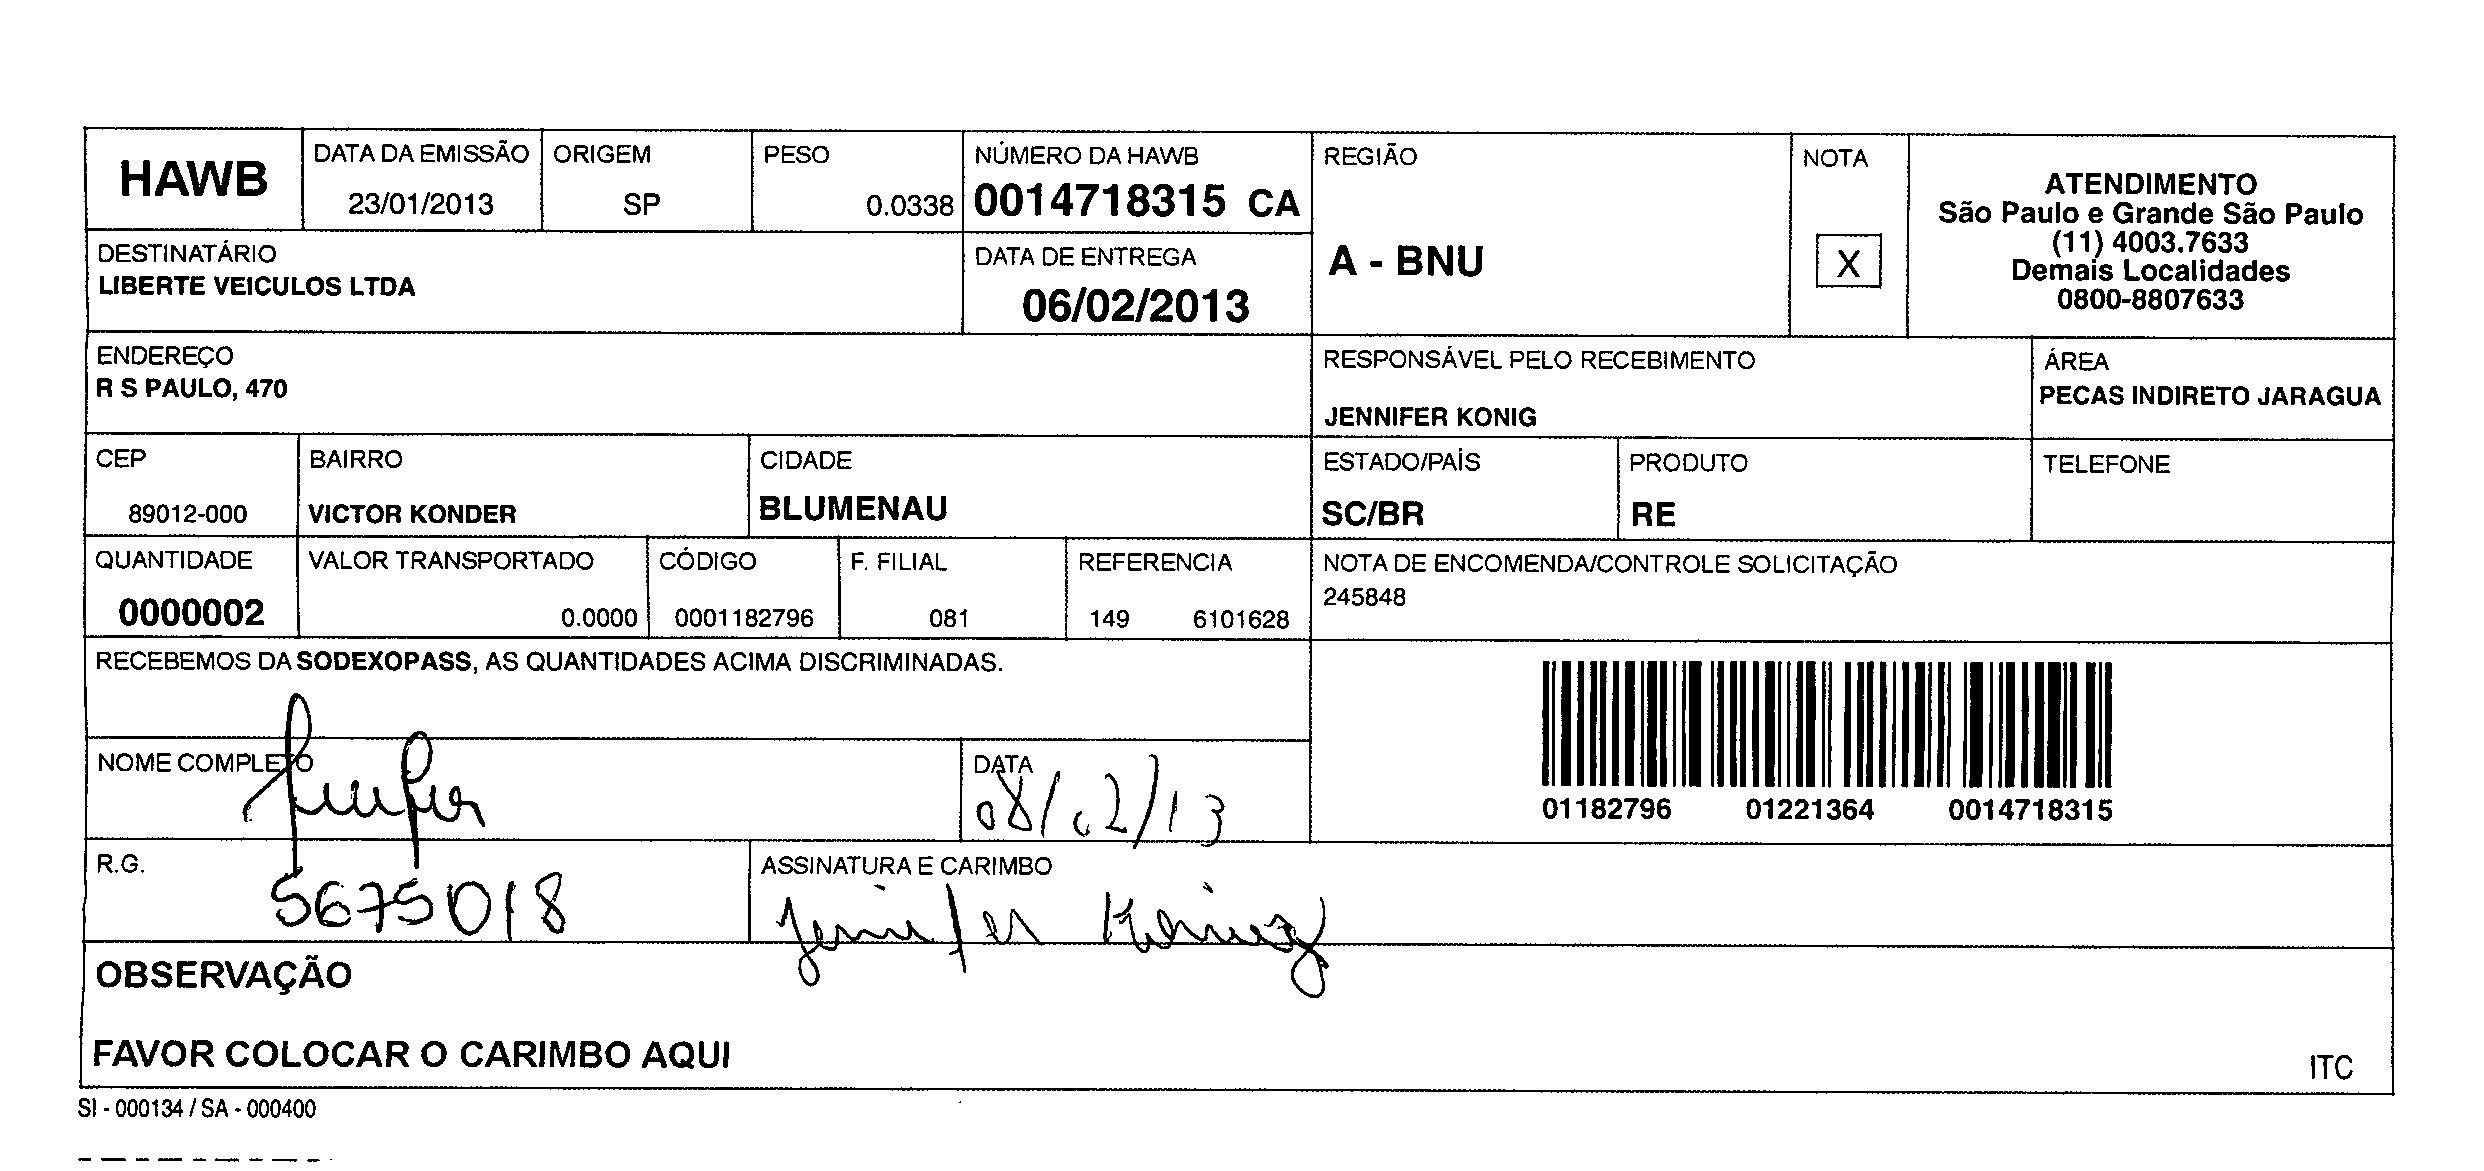 HAWB
DATA DA EMISSÃO
23/01/2013
ORIGEM
SP
PESO
0.0338
NÚMERO DA HAWB
0014718315 CA
REGIÃO
A - BNU
NOTA
X
ATENDIMENTO
São Paulo e Grande São Paulo
(11) 4003.7633
Demais Localidades
0800-8807633
DESTINATÁRIO
LIBERTE VEICULOS LTDA
DATA DE ENTREGA
06/02/2013
ENDEREÇO
R S PAULO, 470
RESPONSÁVEL PELO RECEBIMENTO
JENNIFER KONIG
ÁREA
PECAS INDIRETO JARAGUA
CEP
89012-000
BAIRRO
VICTOR KONDER
CIDADE
BLUMENAU
ESTADO/PAÍS
SC/BR
PRODUTO
RE
TELEFONE
QUANTIDADE
0000002
VALOR TRANSPORTADO
0.0000
CÓDIGO
0001182796
F. FILIAL
081
REFERENCIA
149 6101628
NOTA DE ENCOMENDA/CONTROLE SOLICITAÇÃO
245848
RECEBEMOS DA SODEXOPASS, AS QUANTIDADES ACIMA DISCRIMINADAS.
01182796 01221364 0014718315
NOME COMPLETO
DATA
08/02/13
R.G.
5675018
ASSINATURA E CARIMBO
Jennifer Konig
OBSERVAÇÃO
FAVOR COLOCAR O CARIMBO AQUI
ITC
SI - 000134 / SA - 000400